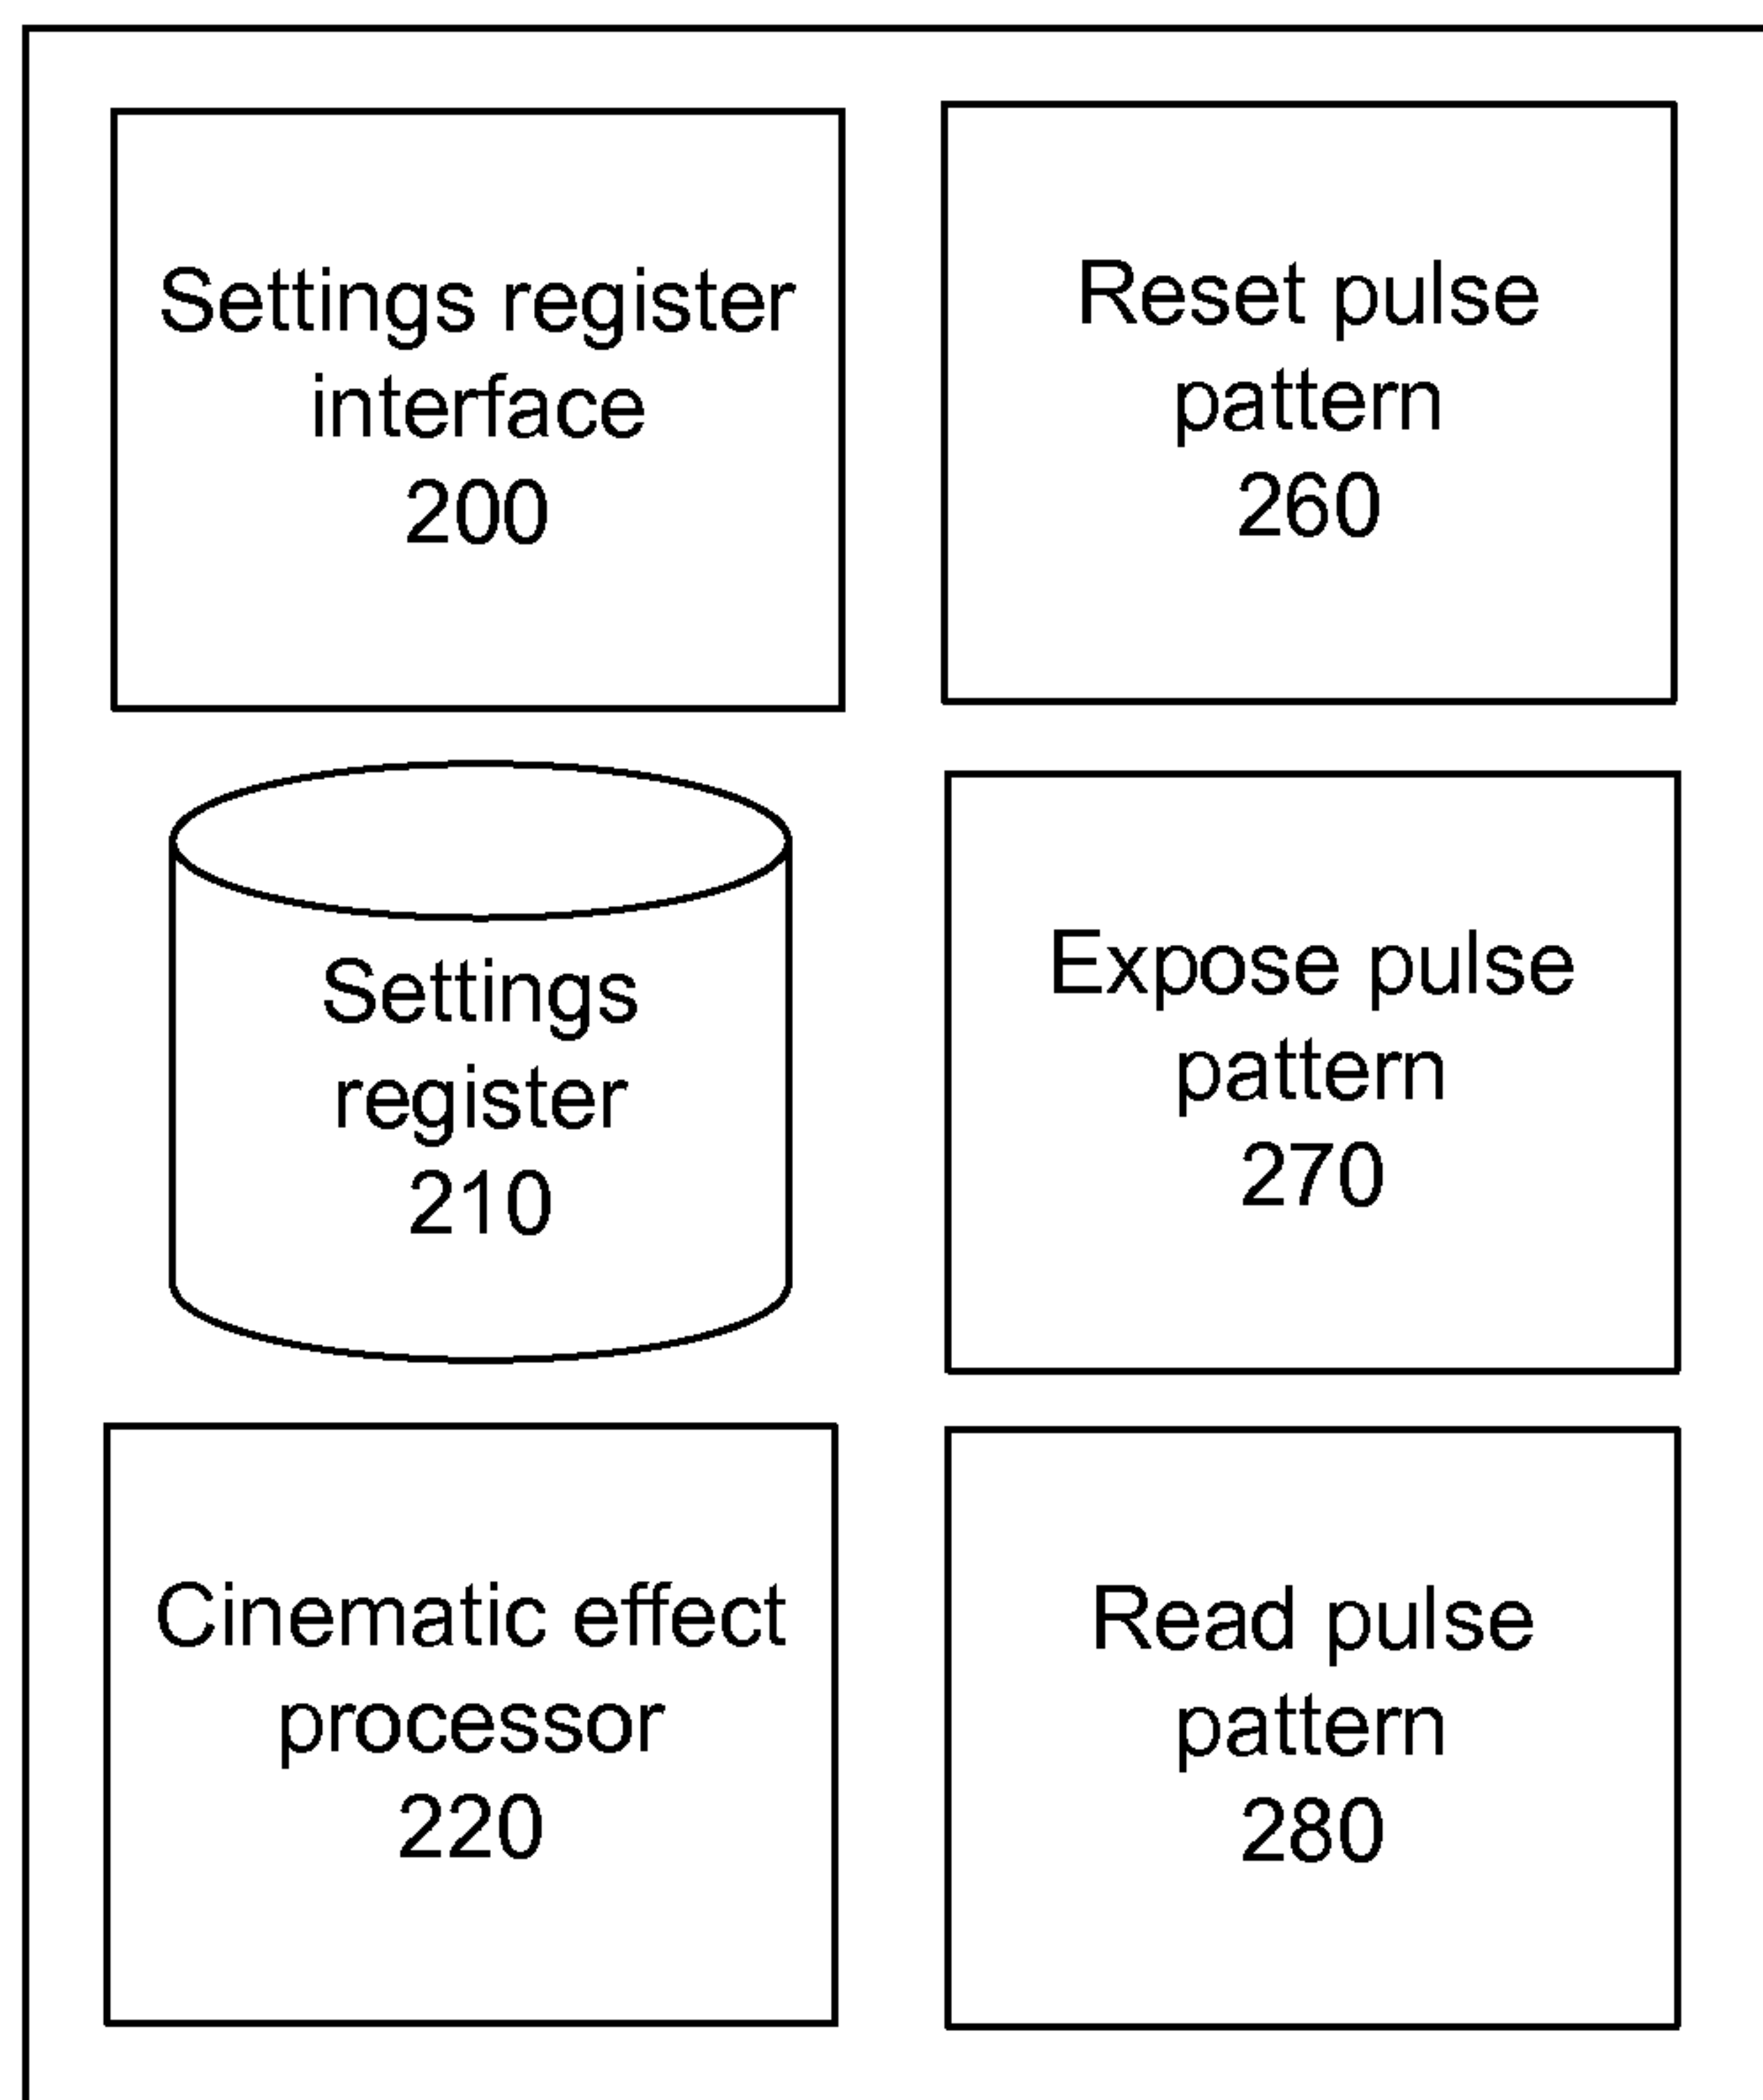 Settings register
interface
200
Reset pulse
pattern
260
Settings
register
210
Expose pulse
pattern
270
Cinematic effect
processor
220
Read pulse
pattern
280